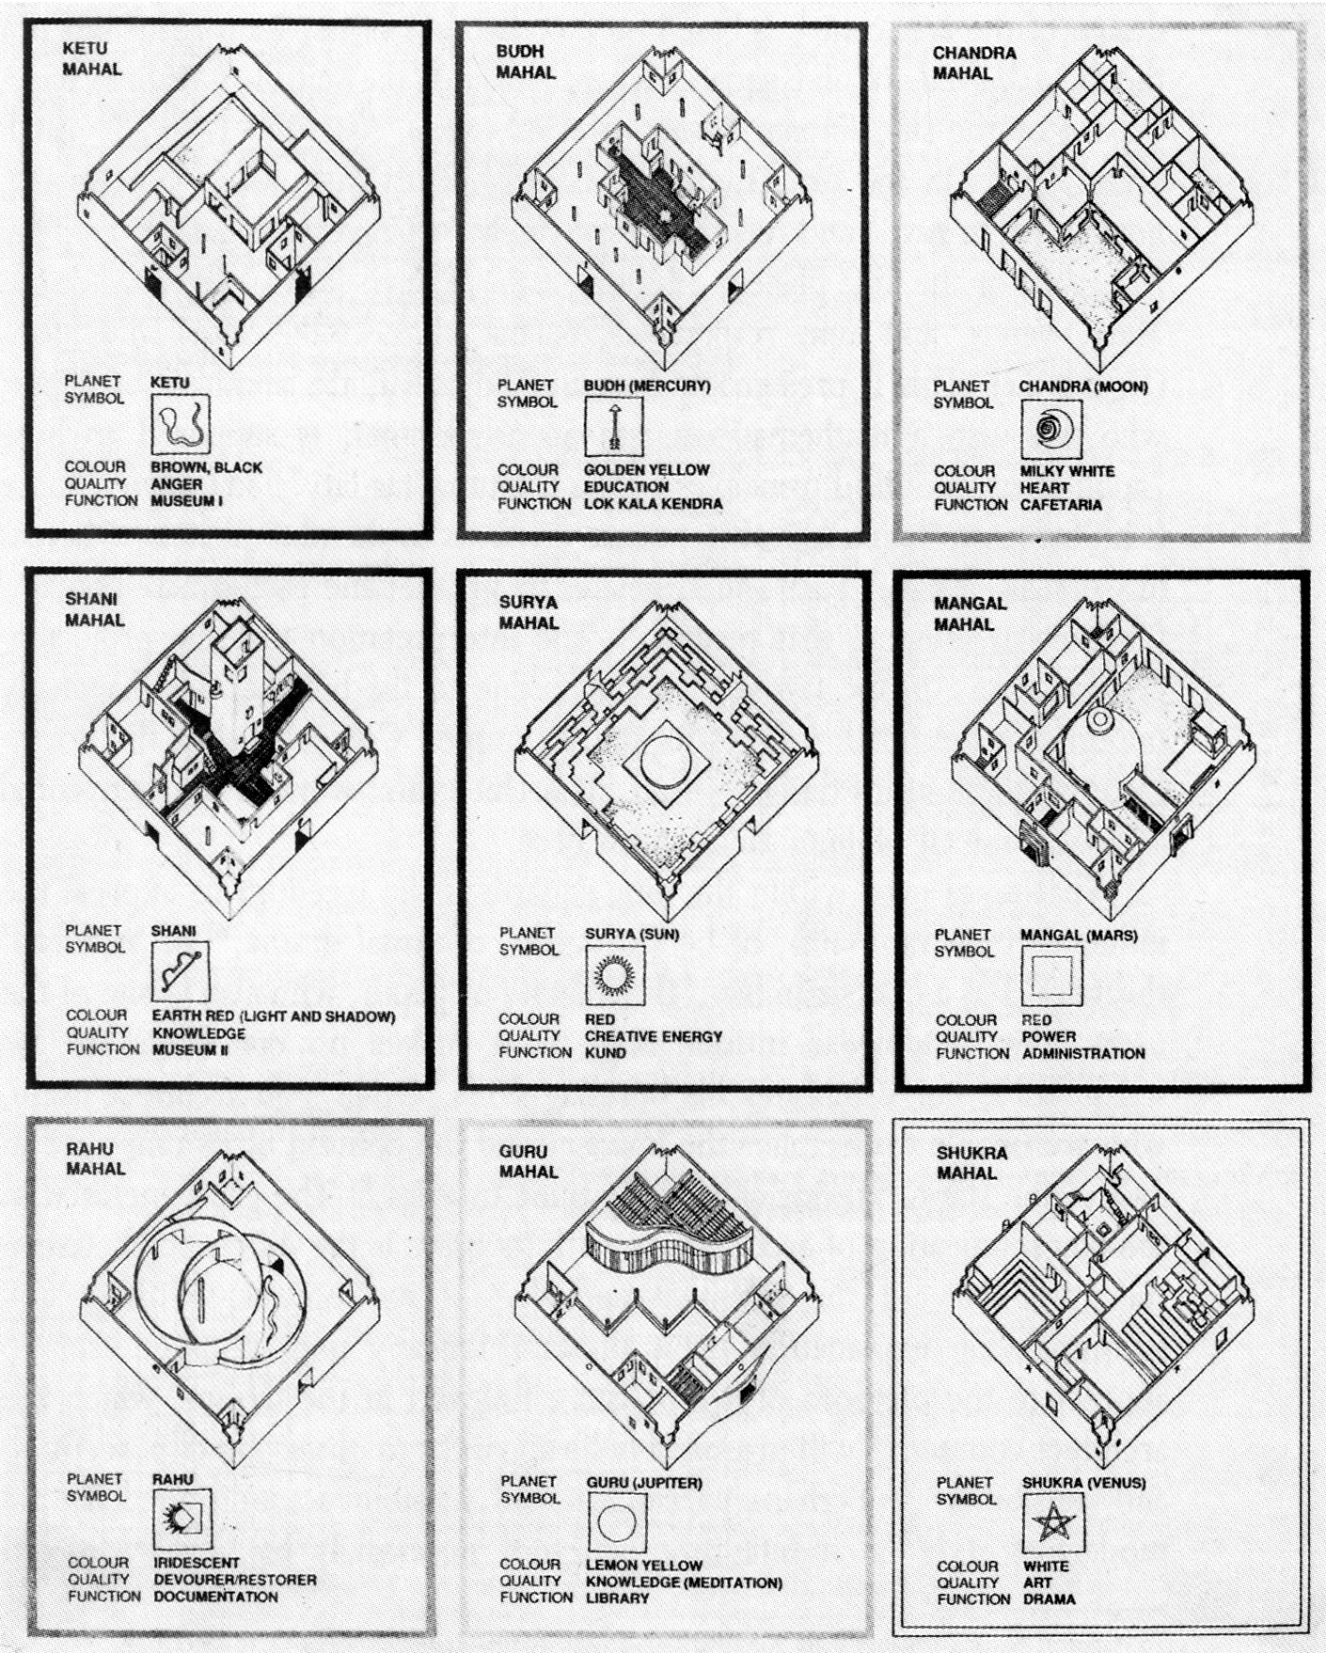 KETU
MAHAL
PLANET KETU
SYMBOL
COLOUR BROWN, BLACK
QUALITY ANGER
FUNCTION MUSEUM I
BUDH
MAHAL
PLANET BUDH (MERCURY)
SYMBOL
COLOUR GOLDEN YELLOW
QUALITY EDUCATION
FUNCTION LOK KALA KENDRA
CHANDRA
MAHAL
PLANET CHANDRA (MOON)
SYMBOL
COLOUR MILKY WHITE
QUALITY HEART
FUNCTION CAFETARIA
SHANI
MAHAL
PLANET SHANI
SYMBOL
COLOUR EARTH RED (LIGHT AND SHADOW)
QUALITY KNOWLEDGE
FUNCTION MUSEUM II
SURYA
MAHAL
PLANET SURYA (SUN)
SYMBOL
COLOUR RED
QUALITY CREATIVE ENERGY
FUNCTION KUND
MANGAL
MAHAL
PLANET MANGAL (MARS)
SYMBOL
COLOUR RED
QUALITY POWER
FUNCTION ADMINISTRATION
RAHU
MAHAL
PLANET RAHU
SYMBOL
COLOUR IRIDESCENT
QUALITY DEVOURER/RESTORER
FUNCTION DOCUMENTATION
GURU
MAHAL
PLANET GURU (JUPITER)
SYMBOL
COLOUR LEMON YELLOW
QUALITY KNOWLEDGE (MEDITATION)
FUNCTION LIBRARY
SHUKRA
MAHAL
PLANET SHUKRA (VENUS)
SYMBOL
COLOUR WHITE
QUALITY ART
FUNCTION DRAMA